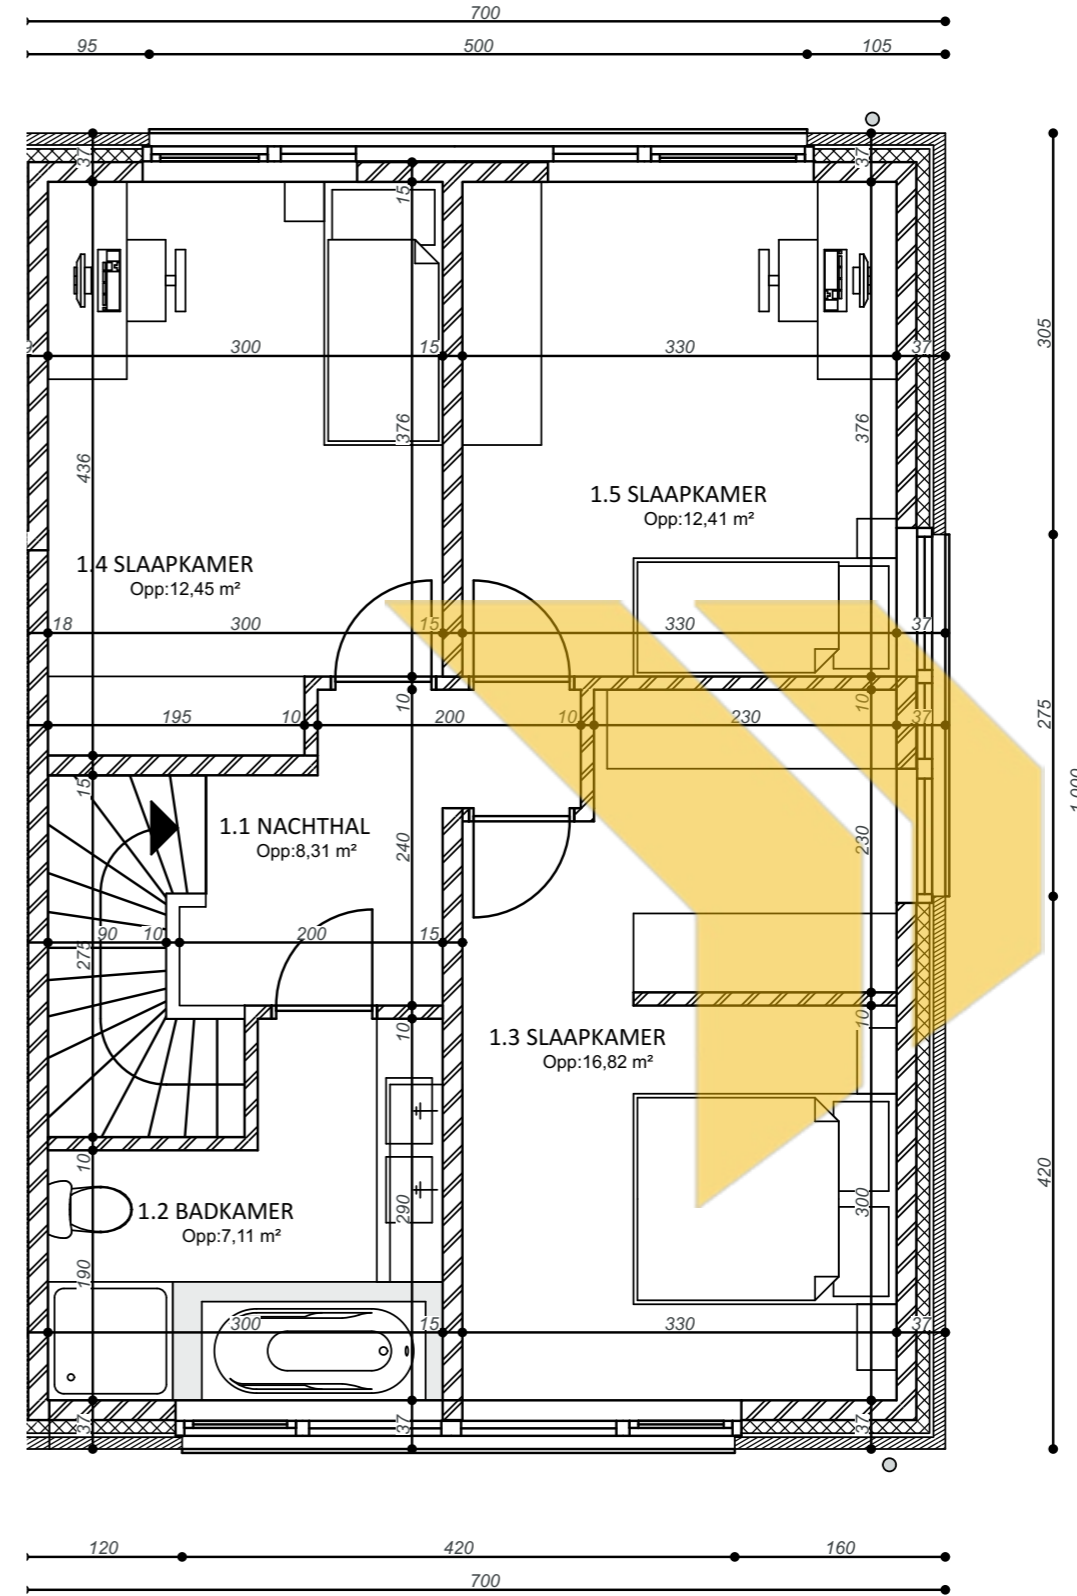 700
95 500 105
37 37
15
300 15 330 37
305
376 376
436
1.5 SLAAPKAMER
Opp:12,41 m²
1.4 SLAAPKAMER
Opp:12,45 m²
18 300 15 330 37
10 10
195 10 200 10 230 37
275
15
1.000
1.1 NACHTHAL
Opp:8,31 m²
240 230
90 10 200 15
275
10 10
1.3 SLAAPKAMER
Opp:16,82 m²
10
420
1.2 BADKAMER
Opp:7,11 m²
290 300
190
300 15 330 37
37 37 37
120 420 160
700